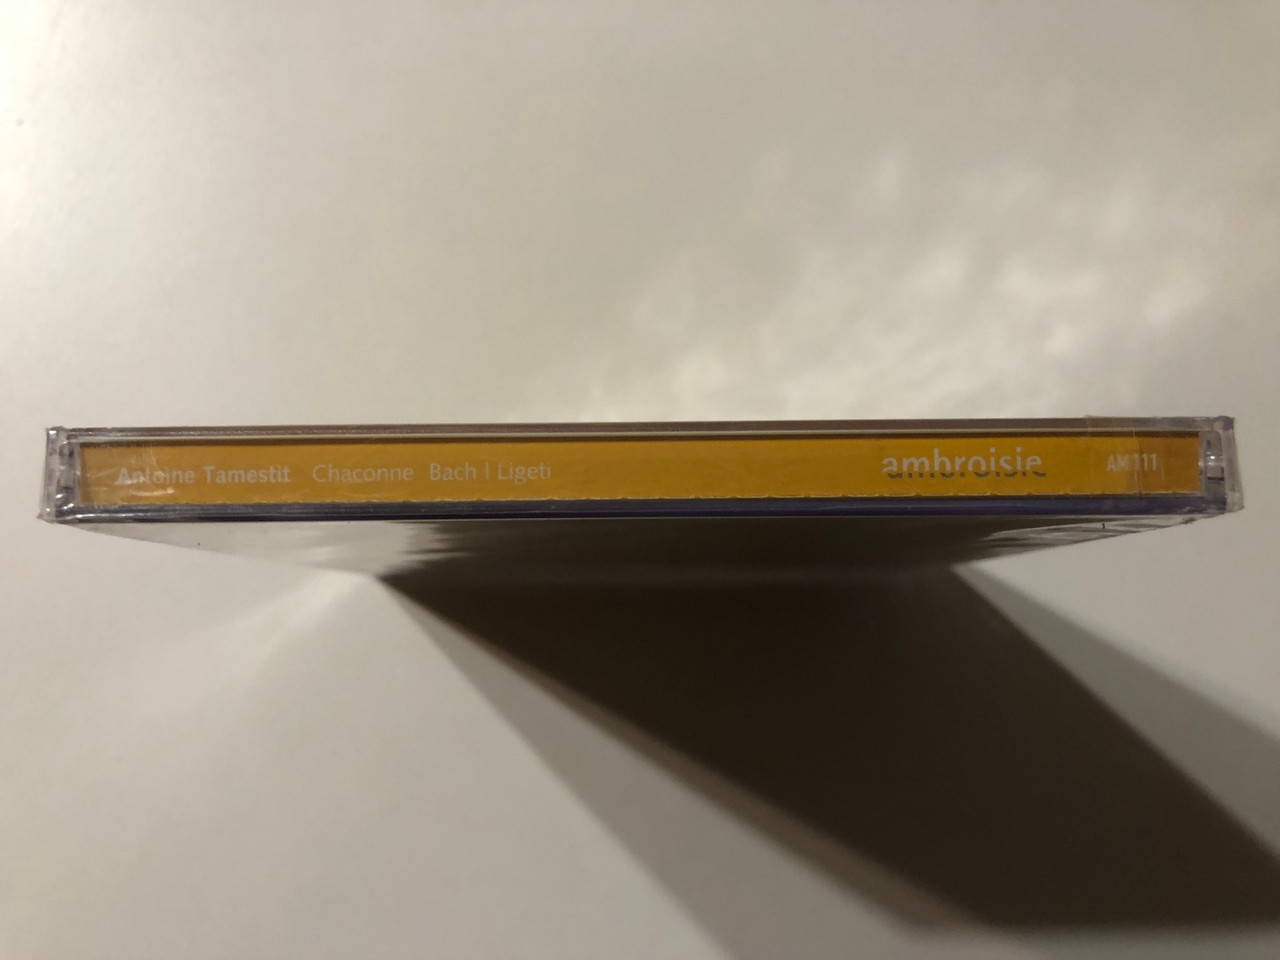 Antoine Tamestit Chaconne Bach | Ligeti ambroisie AM 111